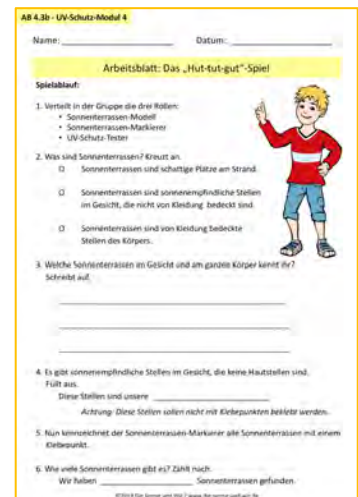 AB 4.3b - UV-Schutz-Modul 4
Name: ____________________ Datum: ____________________
Arbeitsblatt: Das „Hut-tut-gut“-Spiel
Spielablauf:
1. Verteilt in der Gruppe die drei Rollen:
• Sonnenterrassen-Modell
• Sonnenterrassen-Markierer
• UV-Schutz-Tester
2. Was sind Sonnenterrassen? Kreuzt an.
□ Sonnenterrassen sind schattige Plätze am Strand.
□ Sonnenterrassen sind sonnenempfindliche Stellen
im Gesicht, die nicht von Kleidung bedeckt sind.
□ Sonnenterrassen sind von Kleidung bedeckte
Stellen des Körpers.
3. Welche Sonnenterrassen im Gesicht und am ganzen Körper kennt ihr?
Schreibt auf.
4. Es gibt sonnenempfindliche Stellen im Gesicht, die keine Hautstellen sind.
Füllt aus.
Diese Stellen sind unsere ____________________
Achtung: Diese Stellen sollen nicht mit Klebepunkten beklebt werden.
5. Nun kennzeichnet der Sonnenterrassen-Markierer alle Sonnenterrassen mit einem
Klebepunkt.
6. Wie viele Sonnenterrassen gibt es? Zählt nach.
Wir haben ____________________ Sonnenterrassen gefunden.